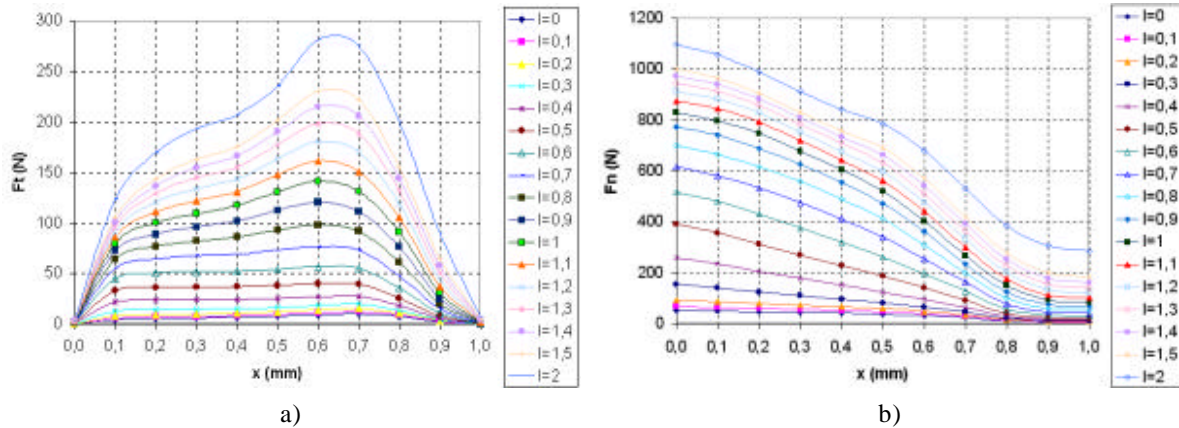 300
250
200
150
100
50
0
Ft (N)
0,0 0,1 0,2 0,3 0,4 0,5 0,6 0,7 0,8 0,9 1,0
x (mm)
I=0
I=0,1
I=0,2
I=0,3
I=0,4
I=0,5
I=0,6
I=0,7
I=0,8
I=0,9
I=1
I=1,1
I=1,2
I=1,3
I=1,4
I=1,5
I=2
a)
1200
1000
800
600
400
200
0
Fn (N)
0,0 0,1 0,2 0,3 0,4 0,5 0,6 0,7 0,8 0,9 1,0
x (mm)
I=0
I=0,1
I=0,2
I=0,3
I=0,4
I=0,5
I=0,6
I=0,7
I=0,8
I=0,9
I=1
I=1,1
I=1,2
I=1,3
I=1,4
I=1,5
I=2
b)